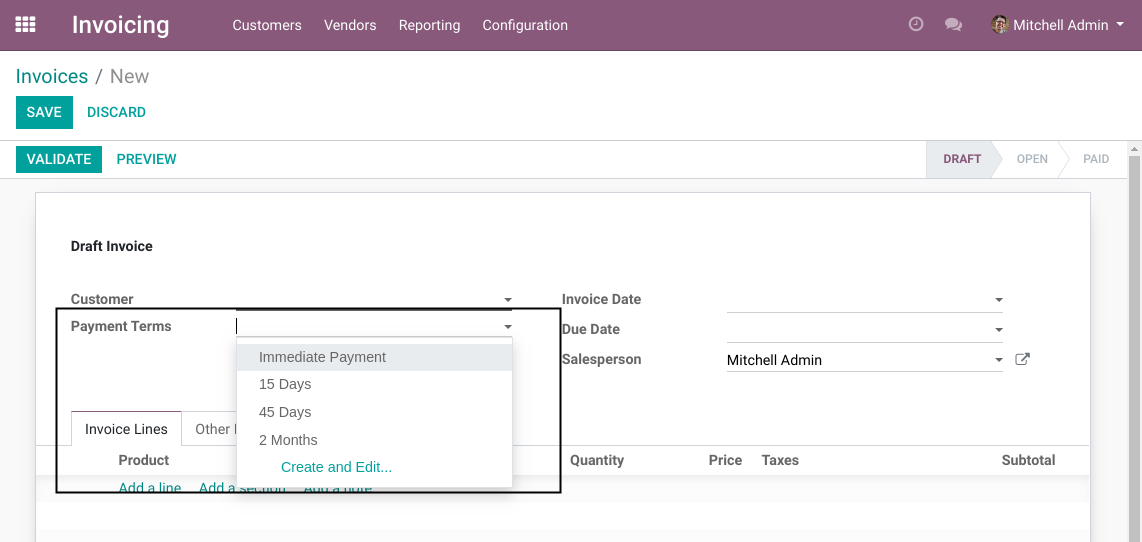 Invoicing Customers Vendors Reporting Configuration Mitchell Admin
Invoices / New
SAVE DISCARD
VALIDATE PREVIEW DRAFT OPEN PAID
Draft Invoice
Customer Invoice Date
Payment Terms Due Date
Salesperson Mitchell Admin
Immediate Payment
15 Days
45 Days
2 Months
Create and Edit...
Invoice Lines Other
Product Quantity Price Taxes Subtotal
Add a line Add a section Add a note